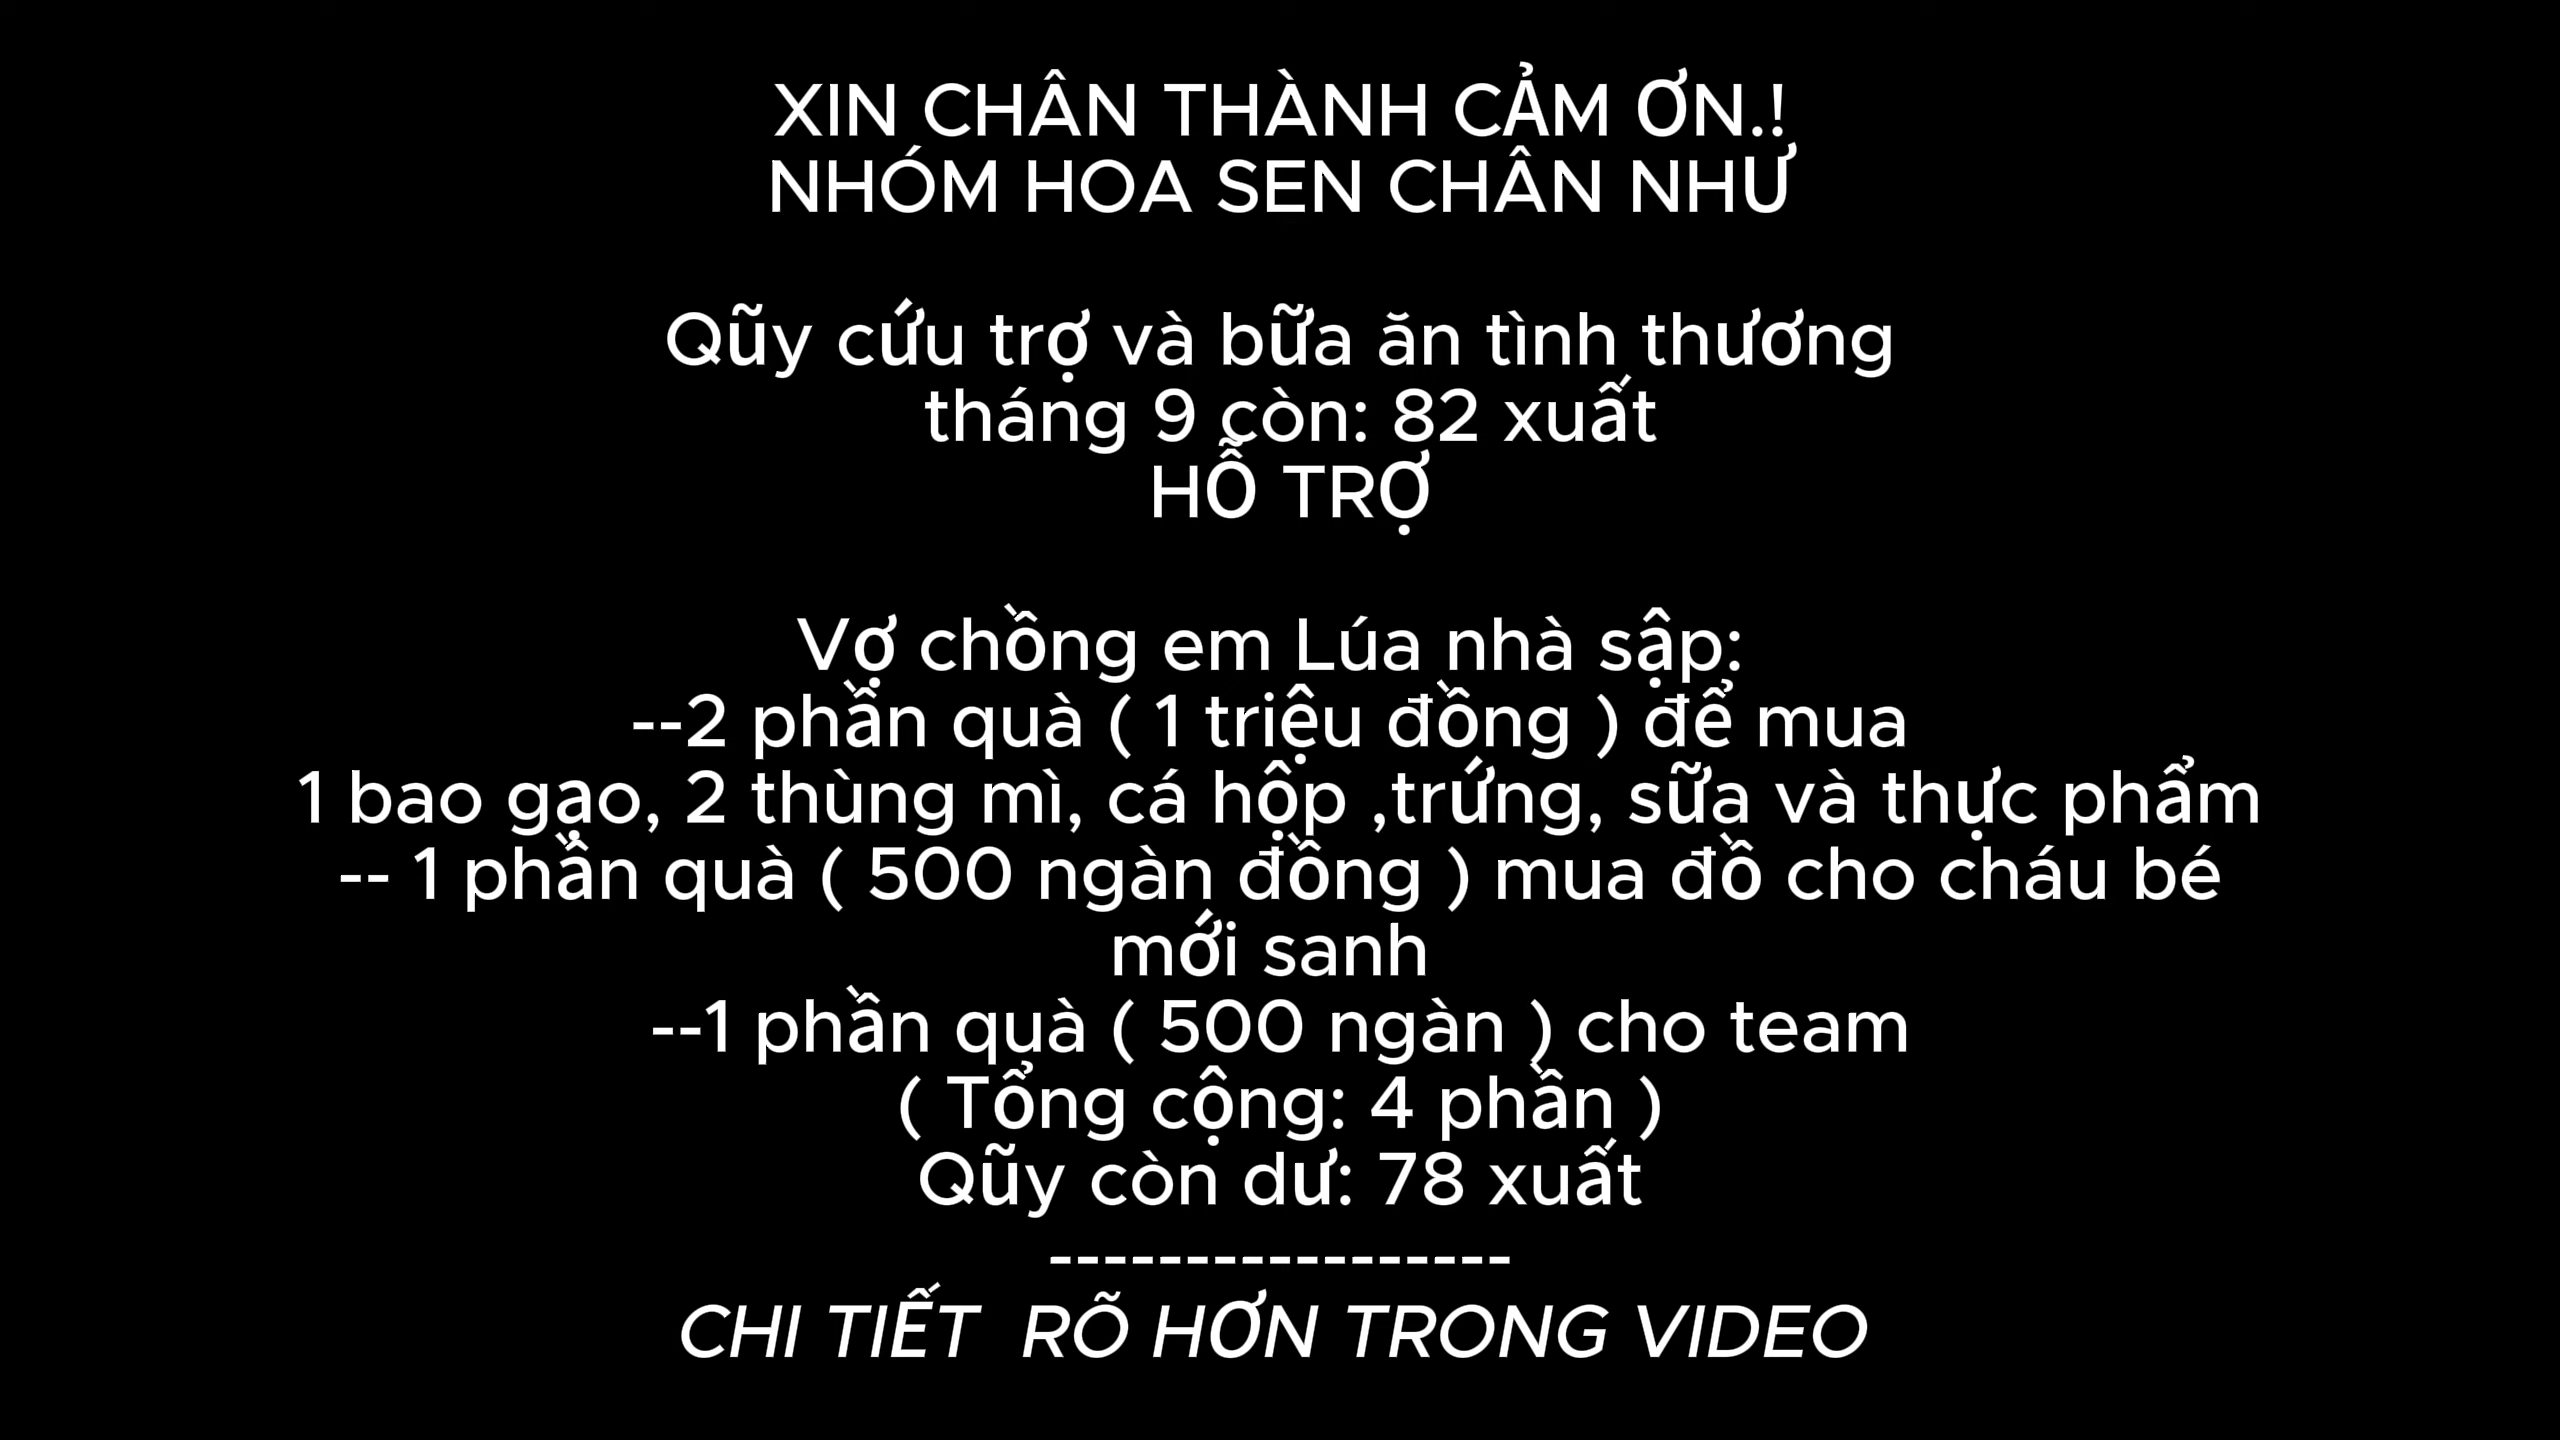 XIN CHÂN THÀNH CẢM ƠN.!
NHÓM HOA SEN CHÂN NHƯ
Qũy cứu trợ và bữa ăn tình thương
tháng 9 còn: 82 xuất
HỖ TRỢ
Vợ chồng em Lúa nhà sập:
--2 phần quà ( 1 triệu đồng ) để mua
1 bao gạo, 2 thùng mì, cá hộp ,trứng, sữa và thực phẩm
-- 1 phần quà ( 500 ngàn đồng ) mua đồ cho cháu bé
mới sanh
--1 phần quà ( 500 ngàn ) cho team
( Tổng cộng: 4 phần )
Qũy còn dư: 78 xuất
-----------------
CHI TIẾT  RÕ HƠN TRONG VIDEO